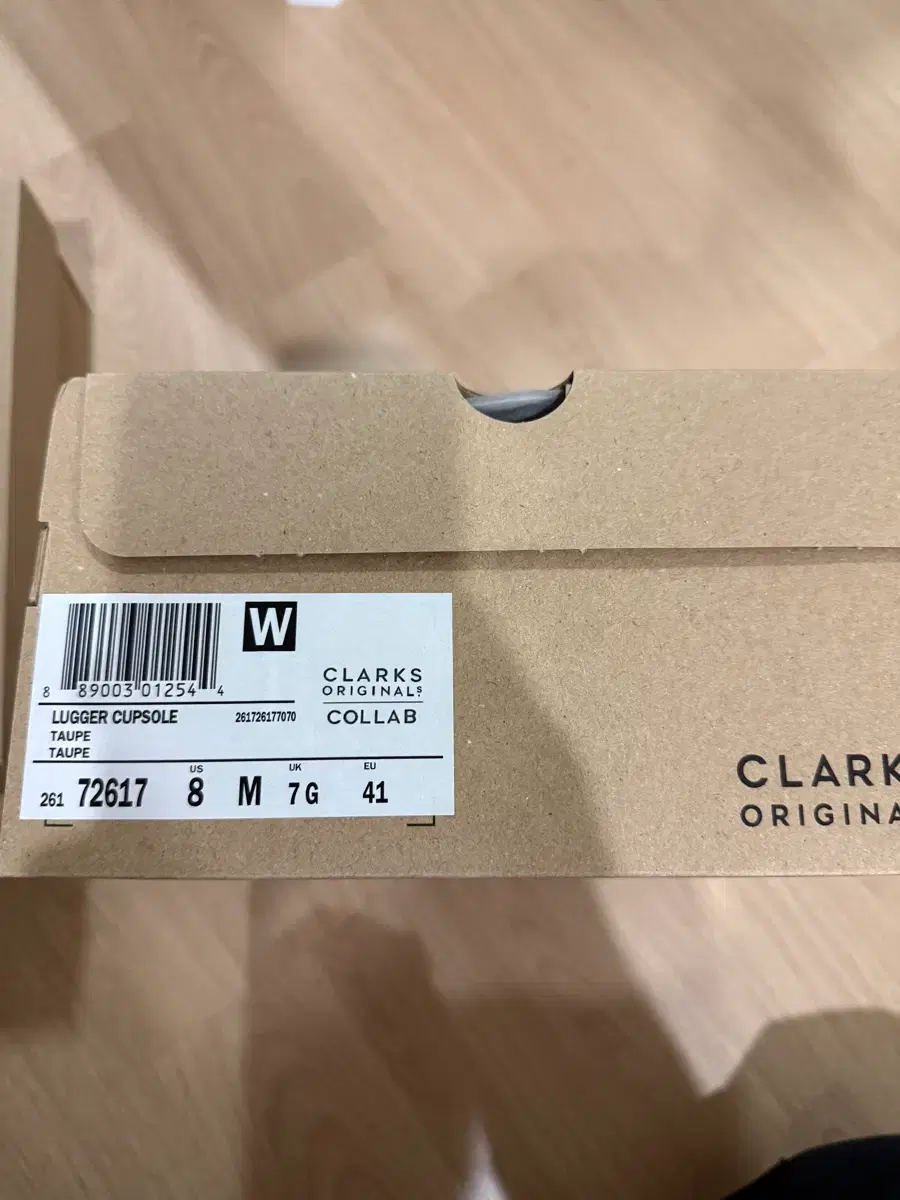 W
8 89003 01254 4
CLARKS
ORIGINALS
COLLAB
LUGGER CUPSOLE 261726177070
TAUPE
TAUPE
US UK EU
261 72617 8 M 7 G 41
CLARK
ORIGINA